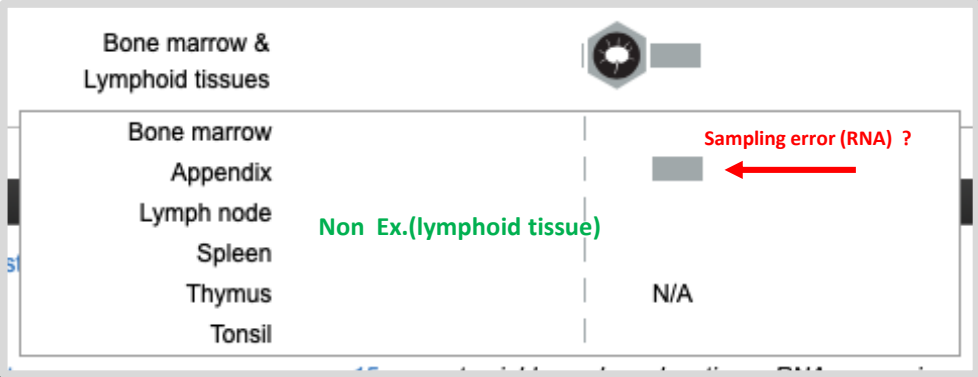 Bone marrow &
Lymphoid tissues
Bone marrow
Sampling error (RNA) ?
Appendix
Lymph node
Non Ex.(lymphoid tissue)
Spleen
Thymus N/A
Tonsil